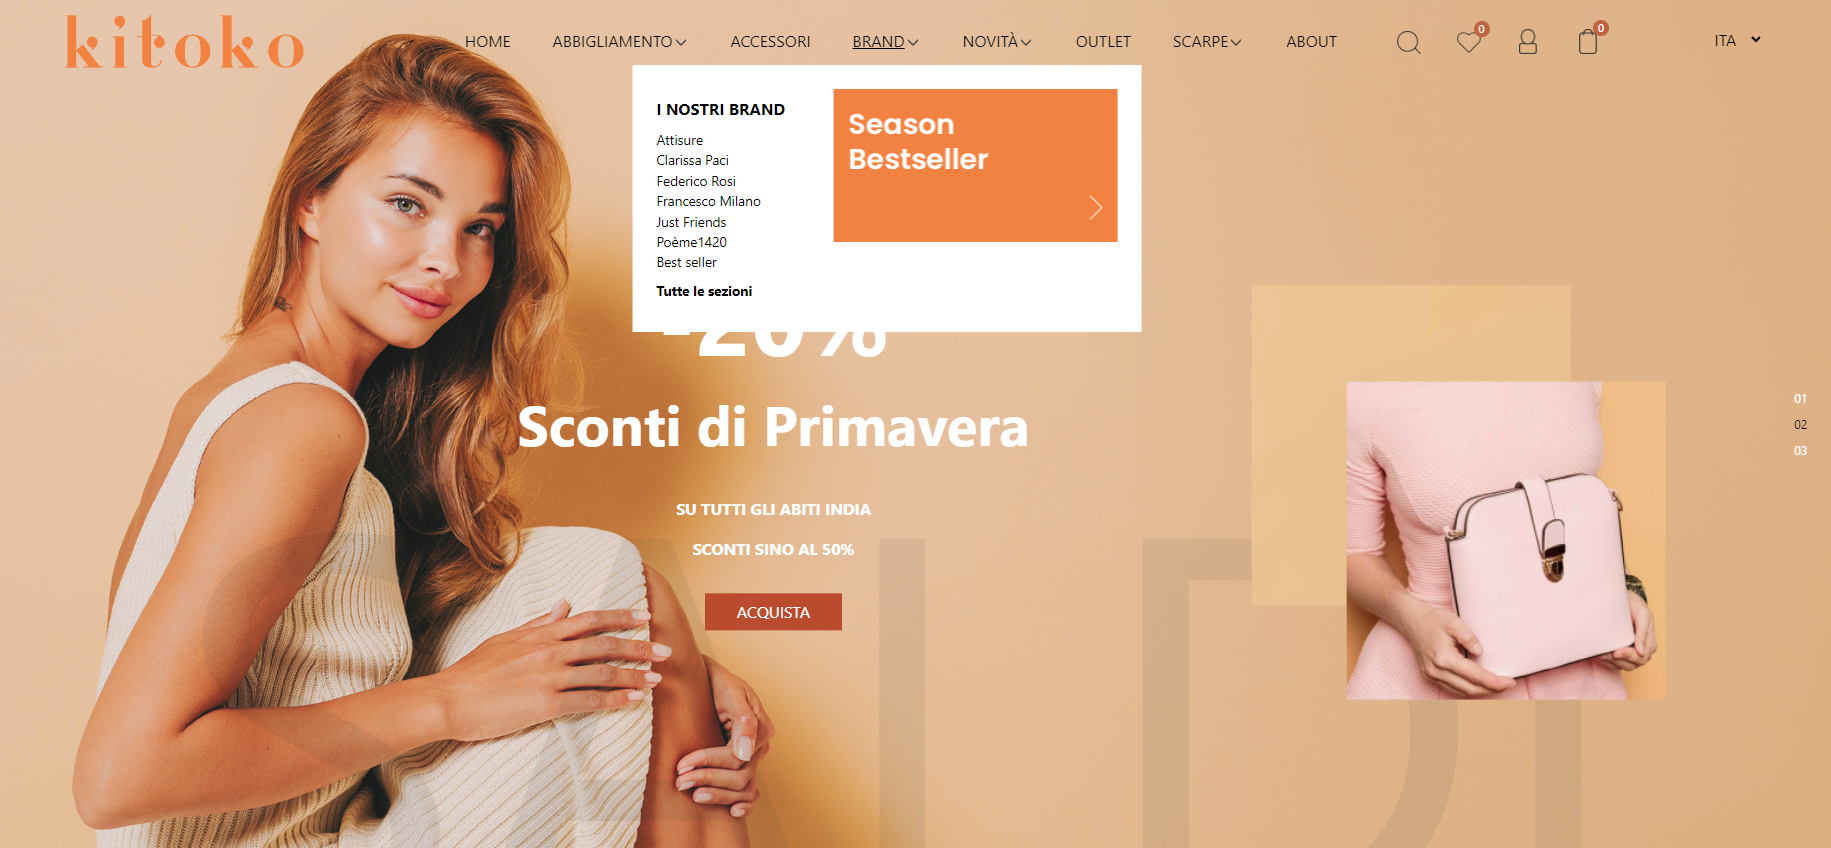 kitoko
HOME ABBIGLIAMENTO ACCESSORI BRAND NOVITÀ OUTLET SCARPE ABOUT 0 0 ITA
I NOSTRI BRAND
Attisure
Clarissa Paci
Federico Rosi
Francesco Milano
Just Friends
Poème1420
Best seller
Tutte le sezioni
Season
Bestseller
-20%
Sconti di Primavera
SU TUTTI GLI ABITI INDIA
SCONTI SINO AL 50%
ACQUISTA
SALDI
01
02
03